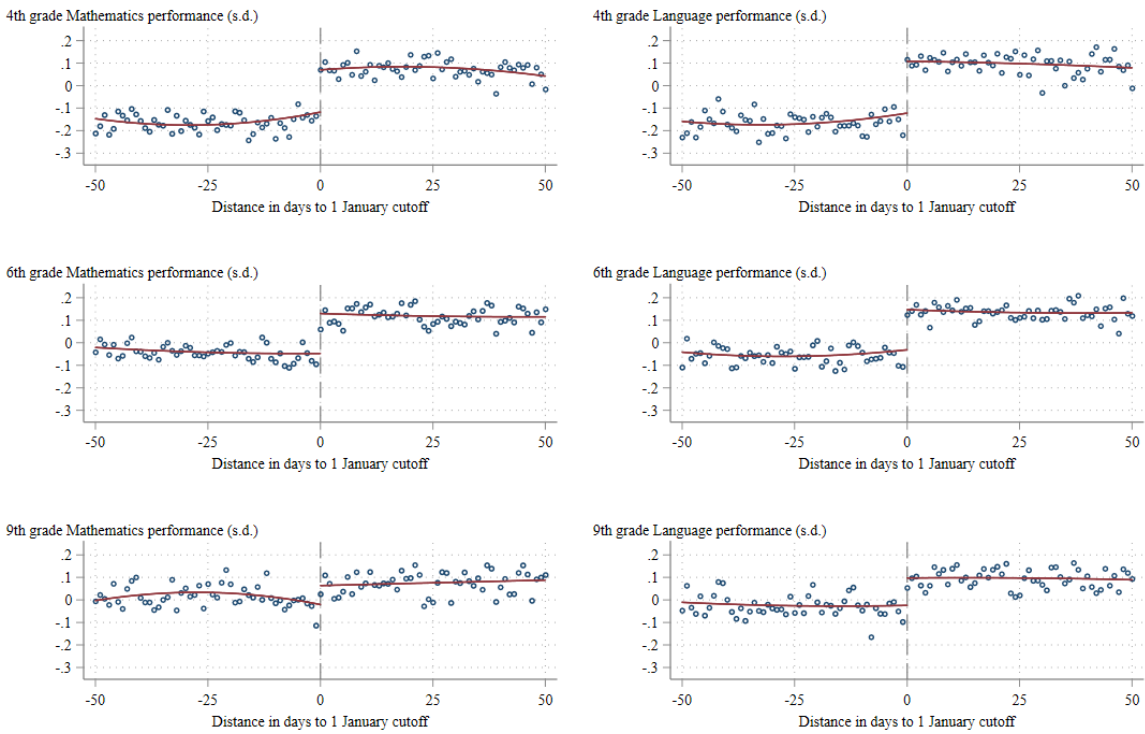 4th grade Mathematics performance (s.d.)
.2
.1
0
-.1
-.2
-.3
-50 -25 0 25 50
Distance in days to 1 January cutoff
4th grade Language performance (s.d.)
.2
.1
0
-.1
-.2
-.3
-50 -25 0 25 50
Distance in days to 1 January cutoff
6th grade Mathematics performance (s.d.)
.2
.1
0
-.1
-.2
-.3
-50 -25 0 25 50
Distance in days to 1 January cutoff
6th grade Language performance (s.d.)
.2
.1
0
-.1
-.2
-.3
-50 -25 0 25 50
Distance in days to 1 January cutoff
9th grade Mathematics performance (s.d.)
.2
.1
0
-.1
-.2
-.3
-50 -25 0 25 50
Distance in days to 1 January cutoff
9th grade Language performance (s.d.)
.2
.1
0
-.1
-.2
-.3
-50 -25 0 25 50
Distance in days to 1 January cutoff